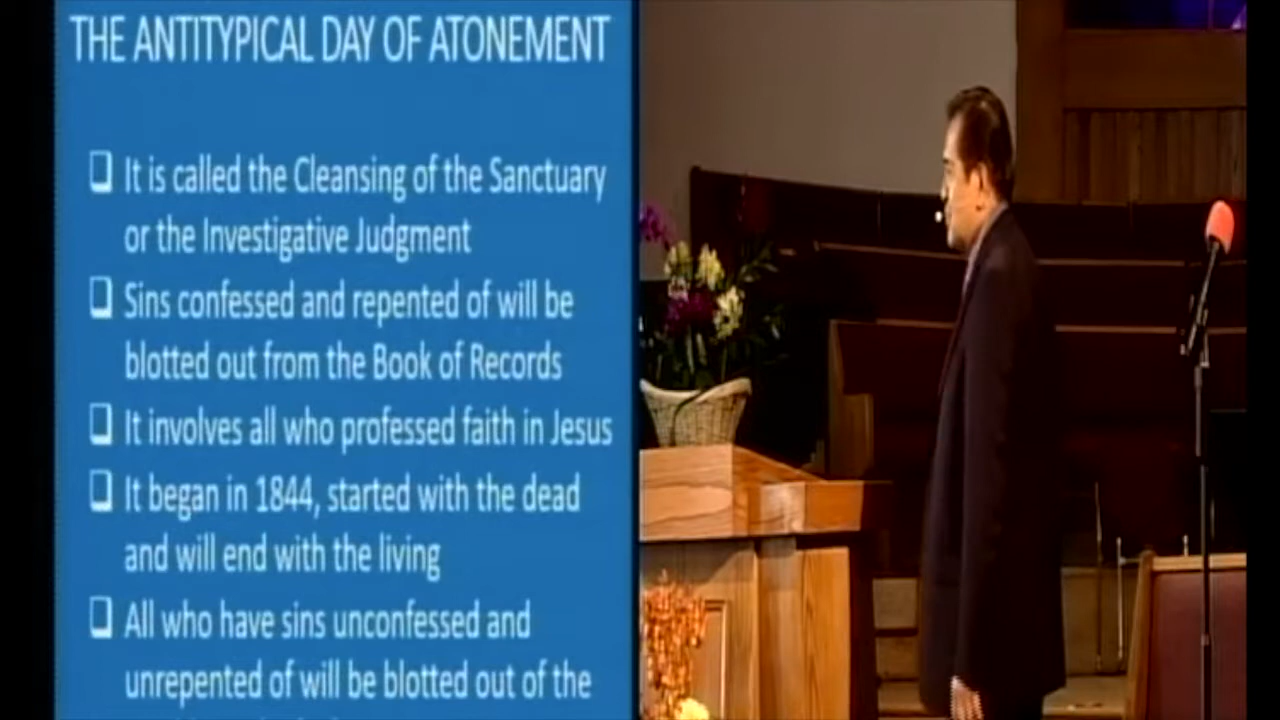 THE ANTITYPICAL DAY OF ATONEMENT
❑ It is called the Cleansing of the Sanctuary
or the Investigative Judgment
❑ Sins confessed and repented of will be
blotted out from the Book of Records
❑ It involves all who professed faith in Jesus
❑ It began in 1844, started with the dead
and will end with the living
❑ All who have sins unconfessed and
unrepented of will be blotted out of the